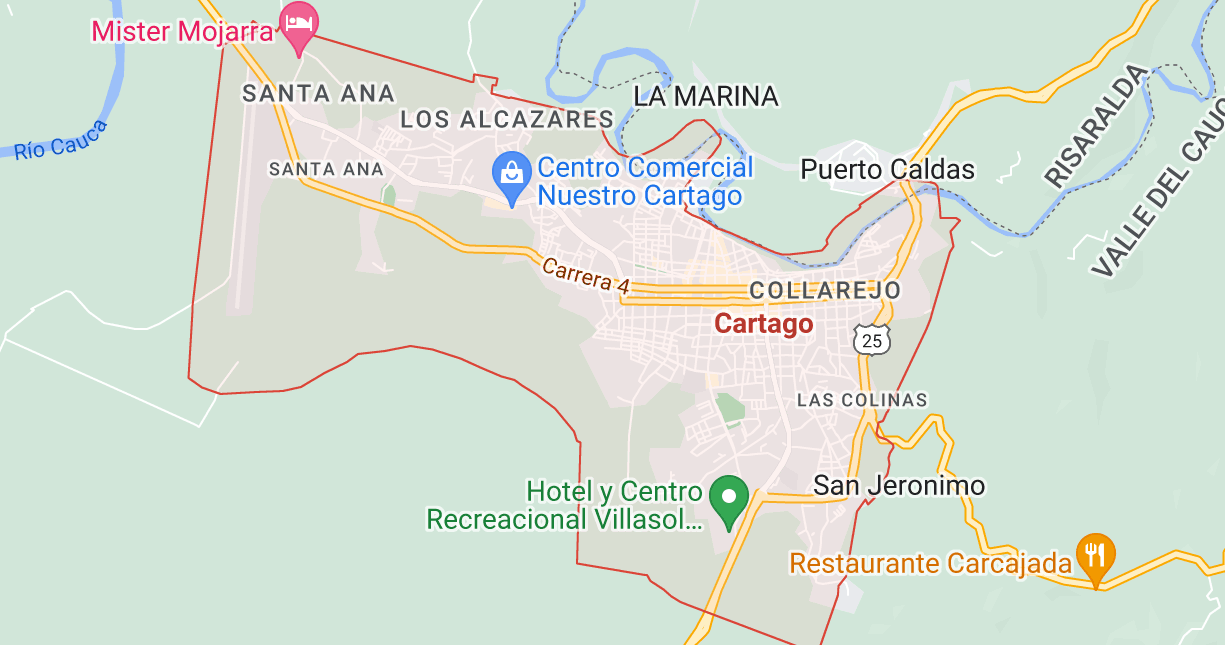 Mister Mojarra
SANTA ANA
LOS ALCAZARES
LA MARINA
Río Cauca
SANTA ANA
Centro Comercial
Nuestro Cartago
Puerto Caldas
RISARALDA
VALLE DEL CAUC
Carrera 4
COLLAREJO
Cartago
25
LAS COLINAS
San Jeronimo
Hotel y Centro
Recreacional Villasol...
Restaurante Carcajada